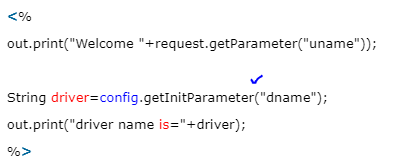 <%
out.print("Welcome "+request.getParameter("uname"));
String driver=config.getInitParameter("dname");
out.print("driver name is="+driver);
%>